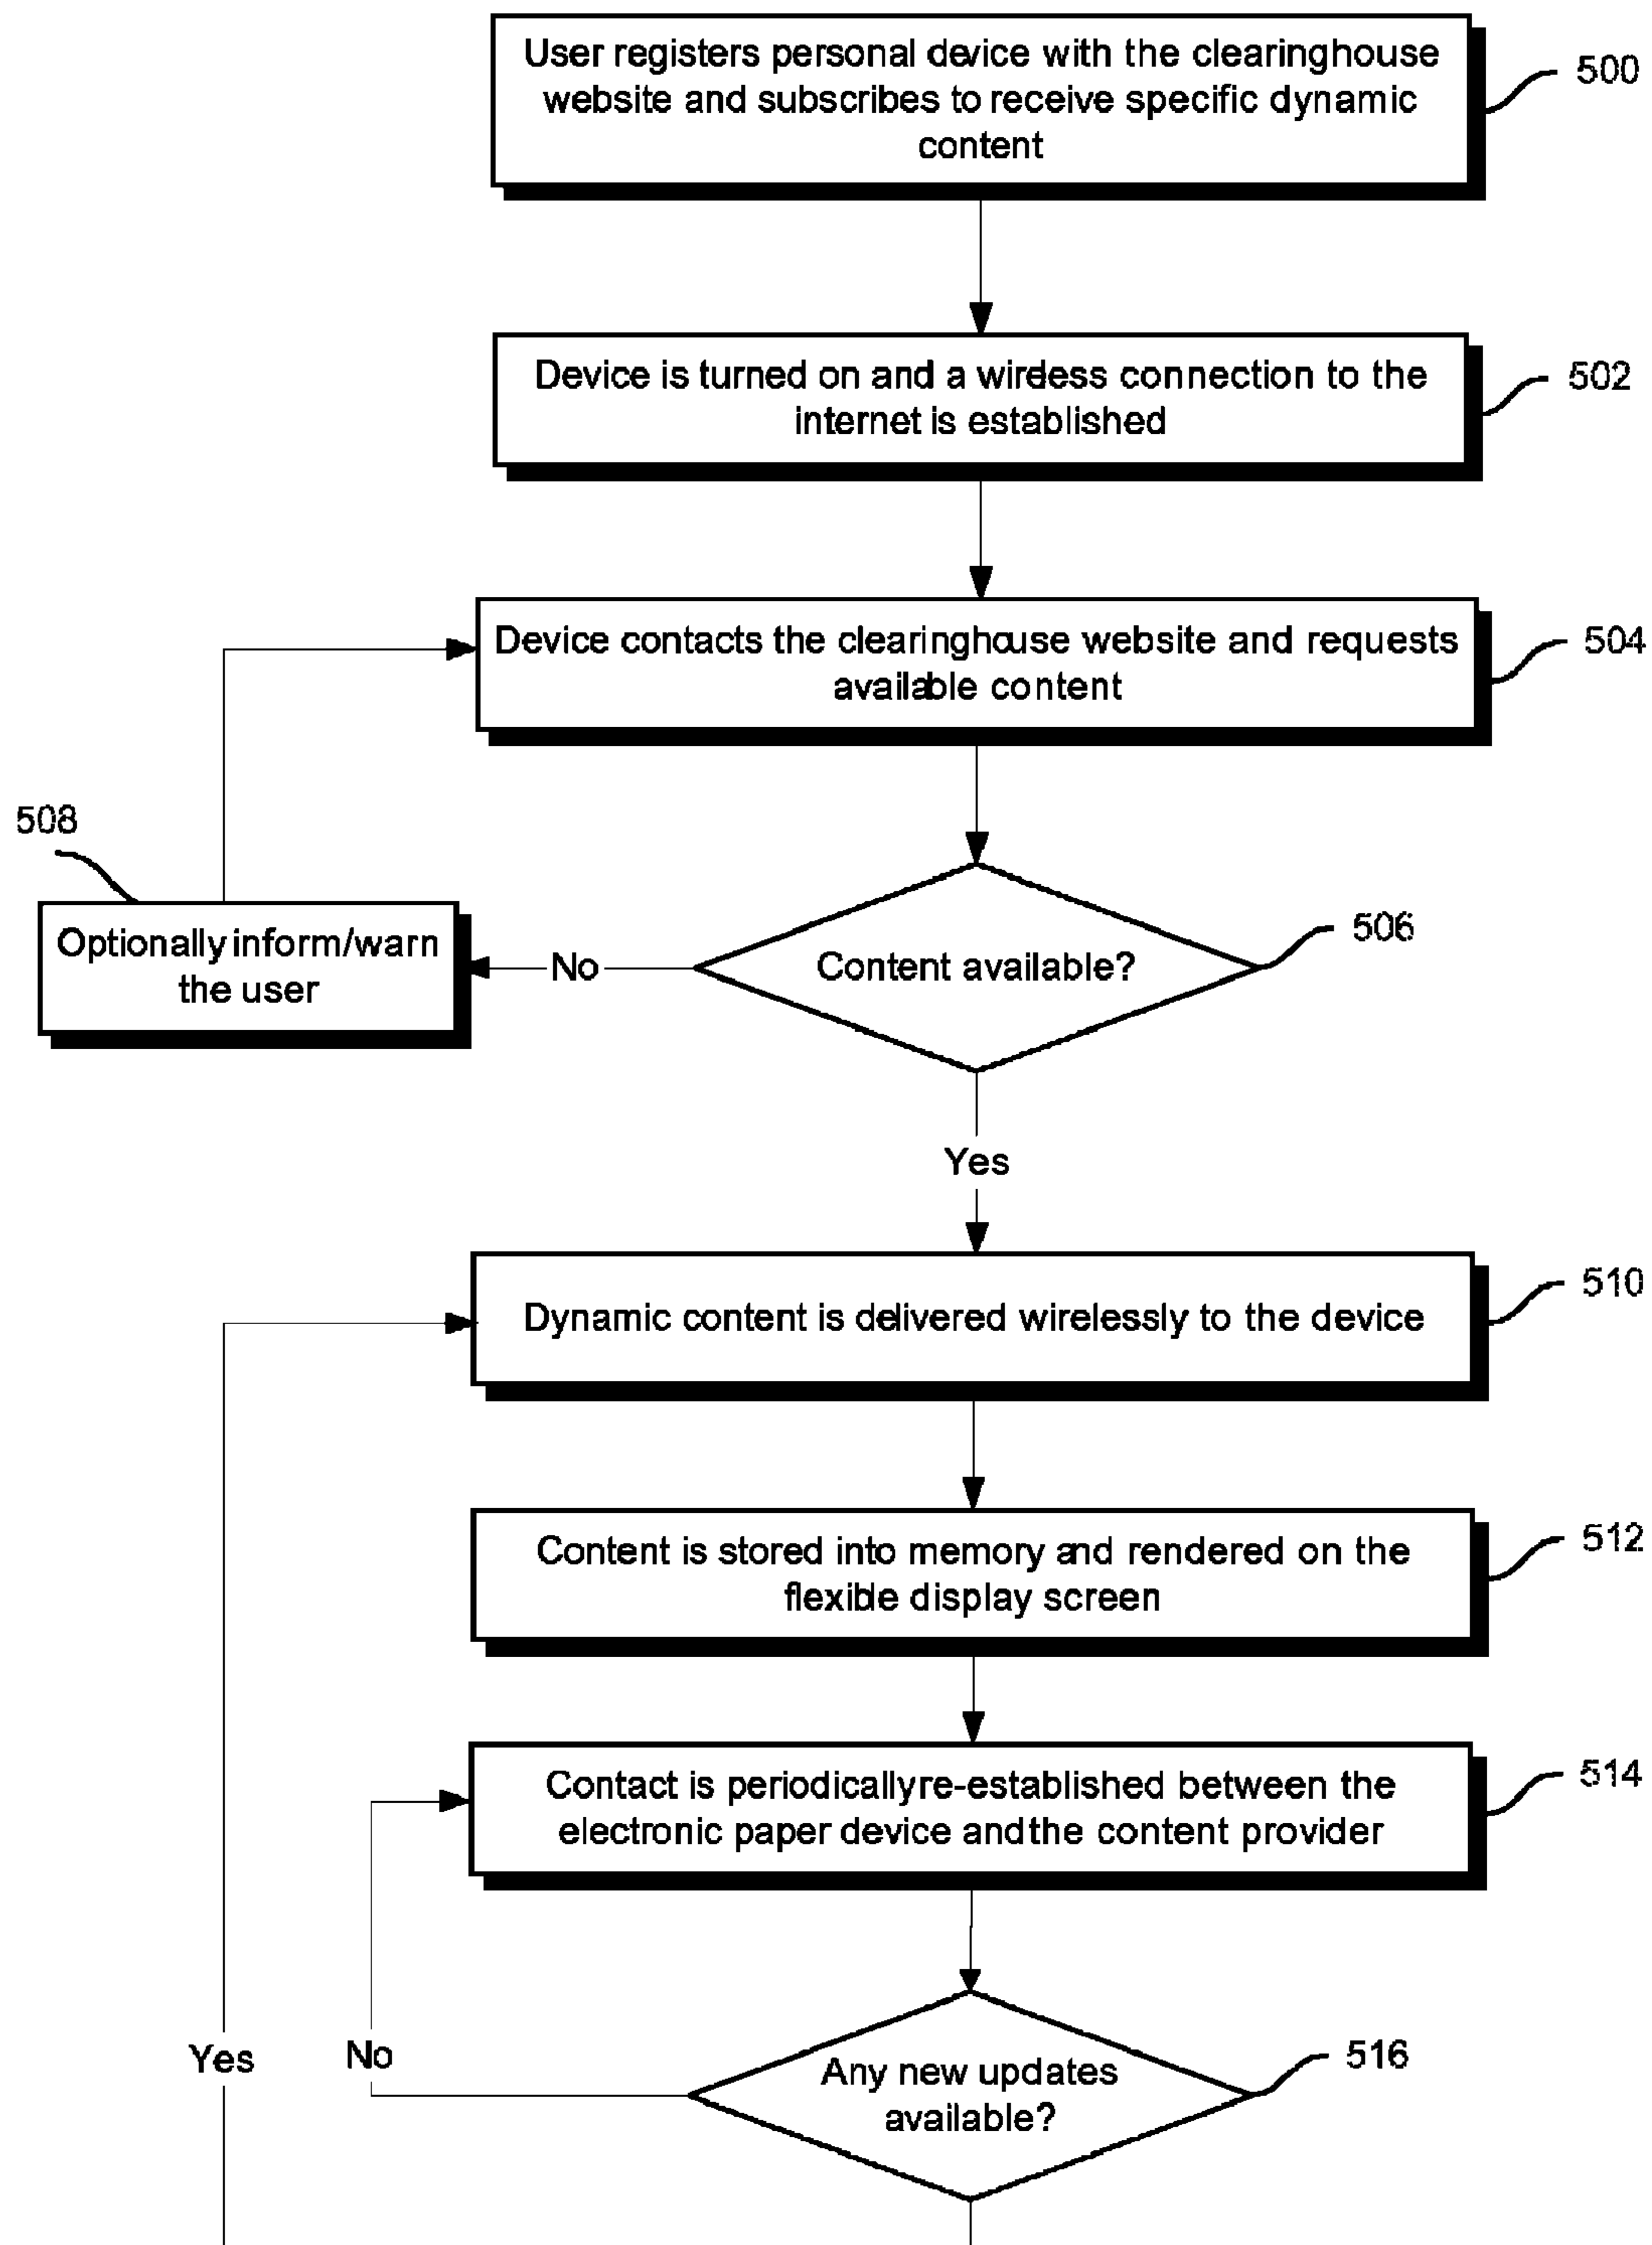 User registers personal device with the clearinghouse
website and subscribes to receive specific dynamic
content
500
Device is turned on and a wireless connection to the
internet is established
502
Device contacts the clearinghouse website and requests
available content
504
508
Optionally inform/warn
the user
No
Content available?
506
Yes
Dynamic content is delivered wirelessly to the device
510
Content is stored into memory and rendered on the
flexible display screen
512
Contact is periodically re-established between the
electronic paper device and the content provider
514
Yes
No
Any new updates
available?
516